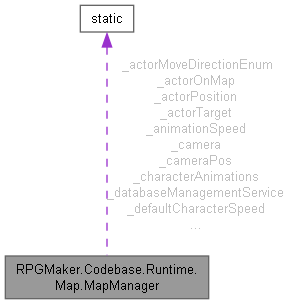 static
_actorMoveDirectionEnum
_actorOnMap
_actorPosition
_actorTarget
_animationSpeed
_camera
_cameraPos
_characterAnimations
_databaseManagementService
_defaultCharacterSpeed
...
RPGMaker.Codebase.Runtime.
Map.MapManager